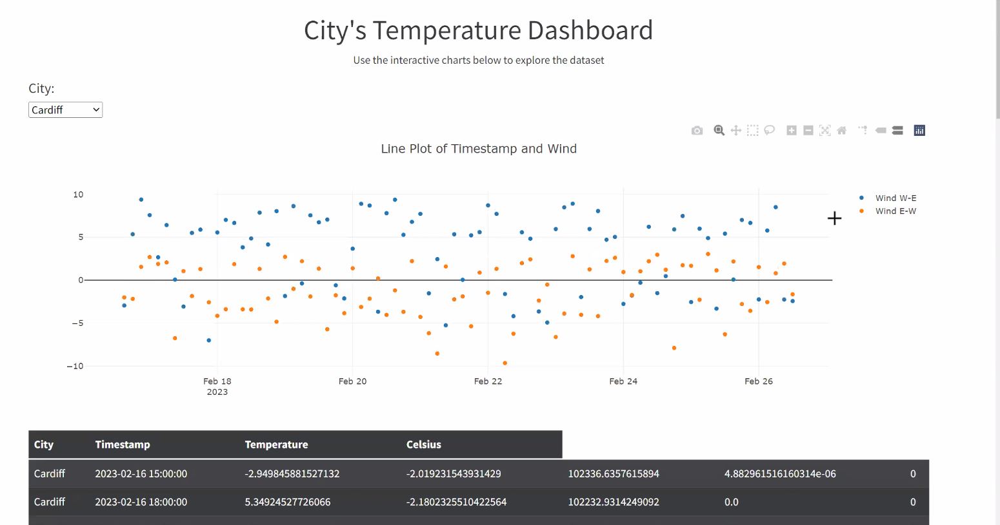 City's Temperature Dashboard
Use the interactive charts below to explore the dataset
City:
Cardiff
Line Plot of Timestamp and Wind
10
5
0
−5
−10
Wind W-E
Wind E-W
Feb 18 Feb 20 Feb 22 Feb 24 Feb 26
2023
City Timestamp Temperature Celsius
Cardiff 2023-02-16 15:00:00 -2.949845881527132 -2.019231543931429 102336.6357615894 4.882961516160314e-06 0
Cardiff 2023-02-16 18:00:00 5.34924527726066 -2.1802325510422564 102232.9314249092 0.0 0